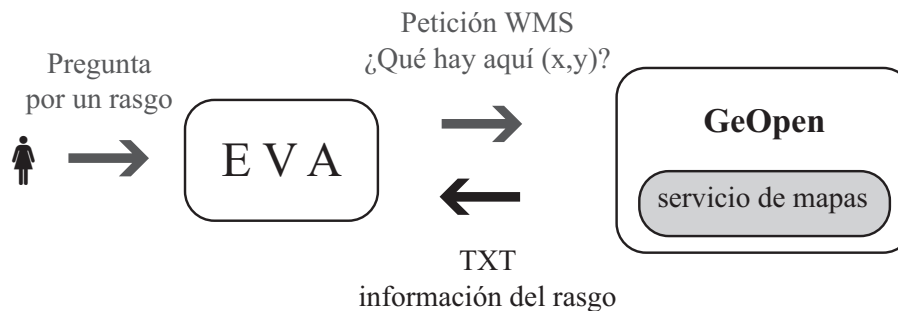 Petición WMS
¿Qué hay aquí (x,y)?
Pregunta
por un rasgo
E V A
GeOpen
servicio de mapas
TXT
información del rasgo